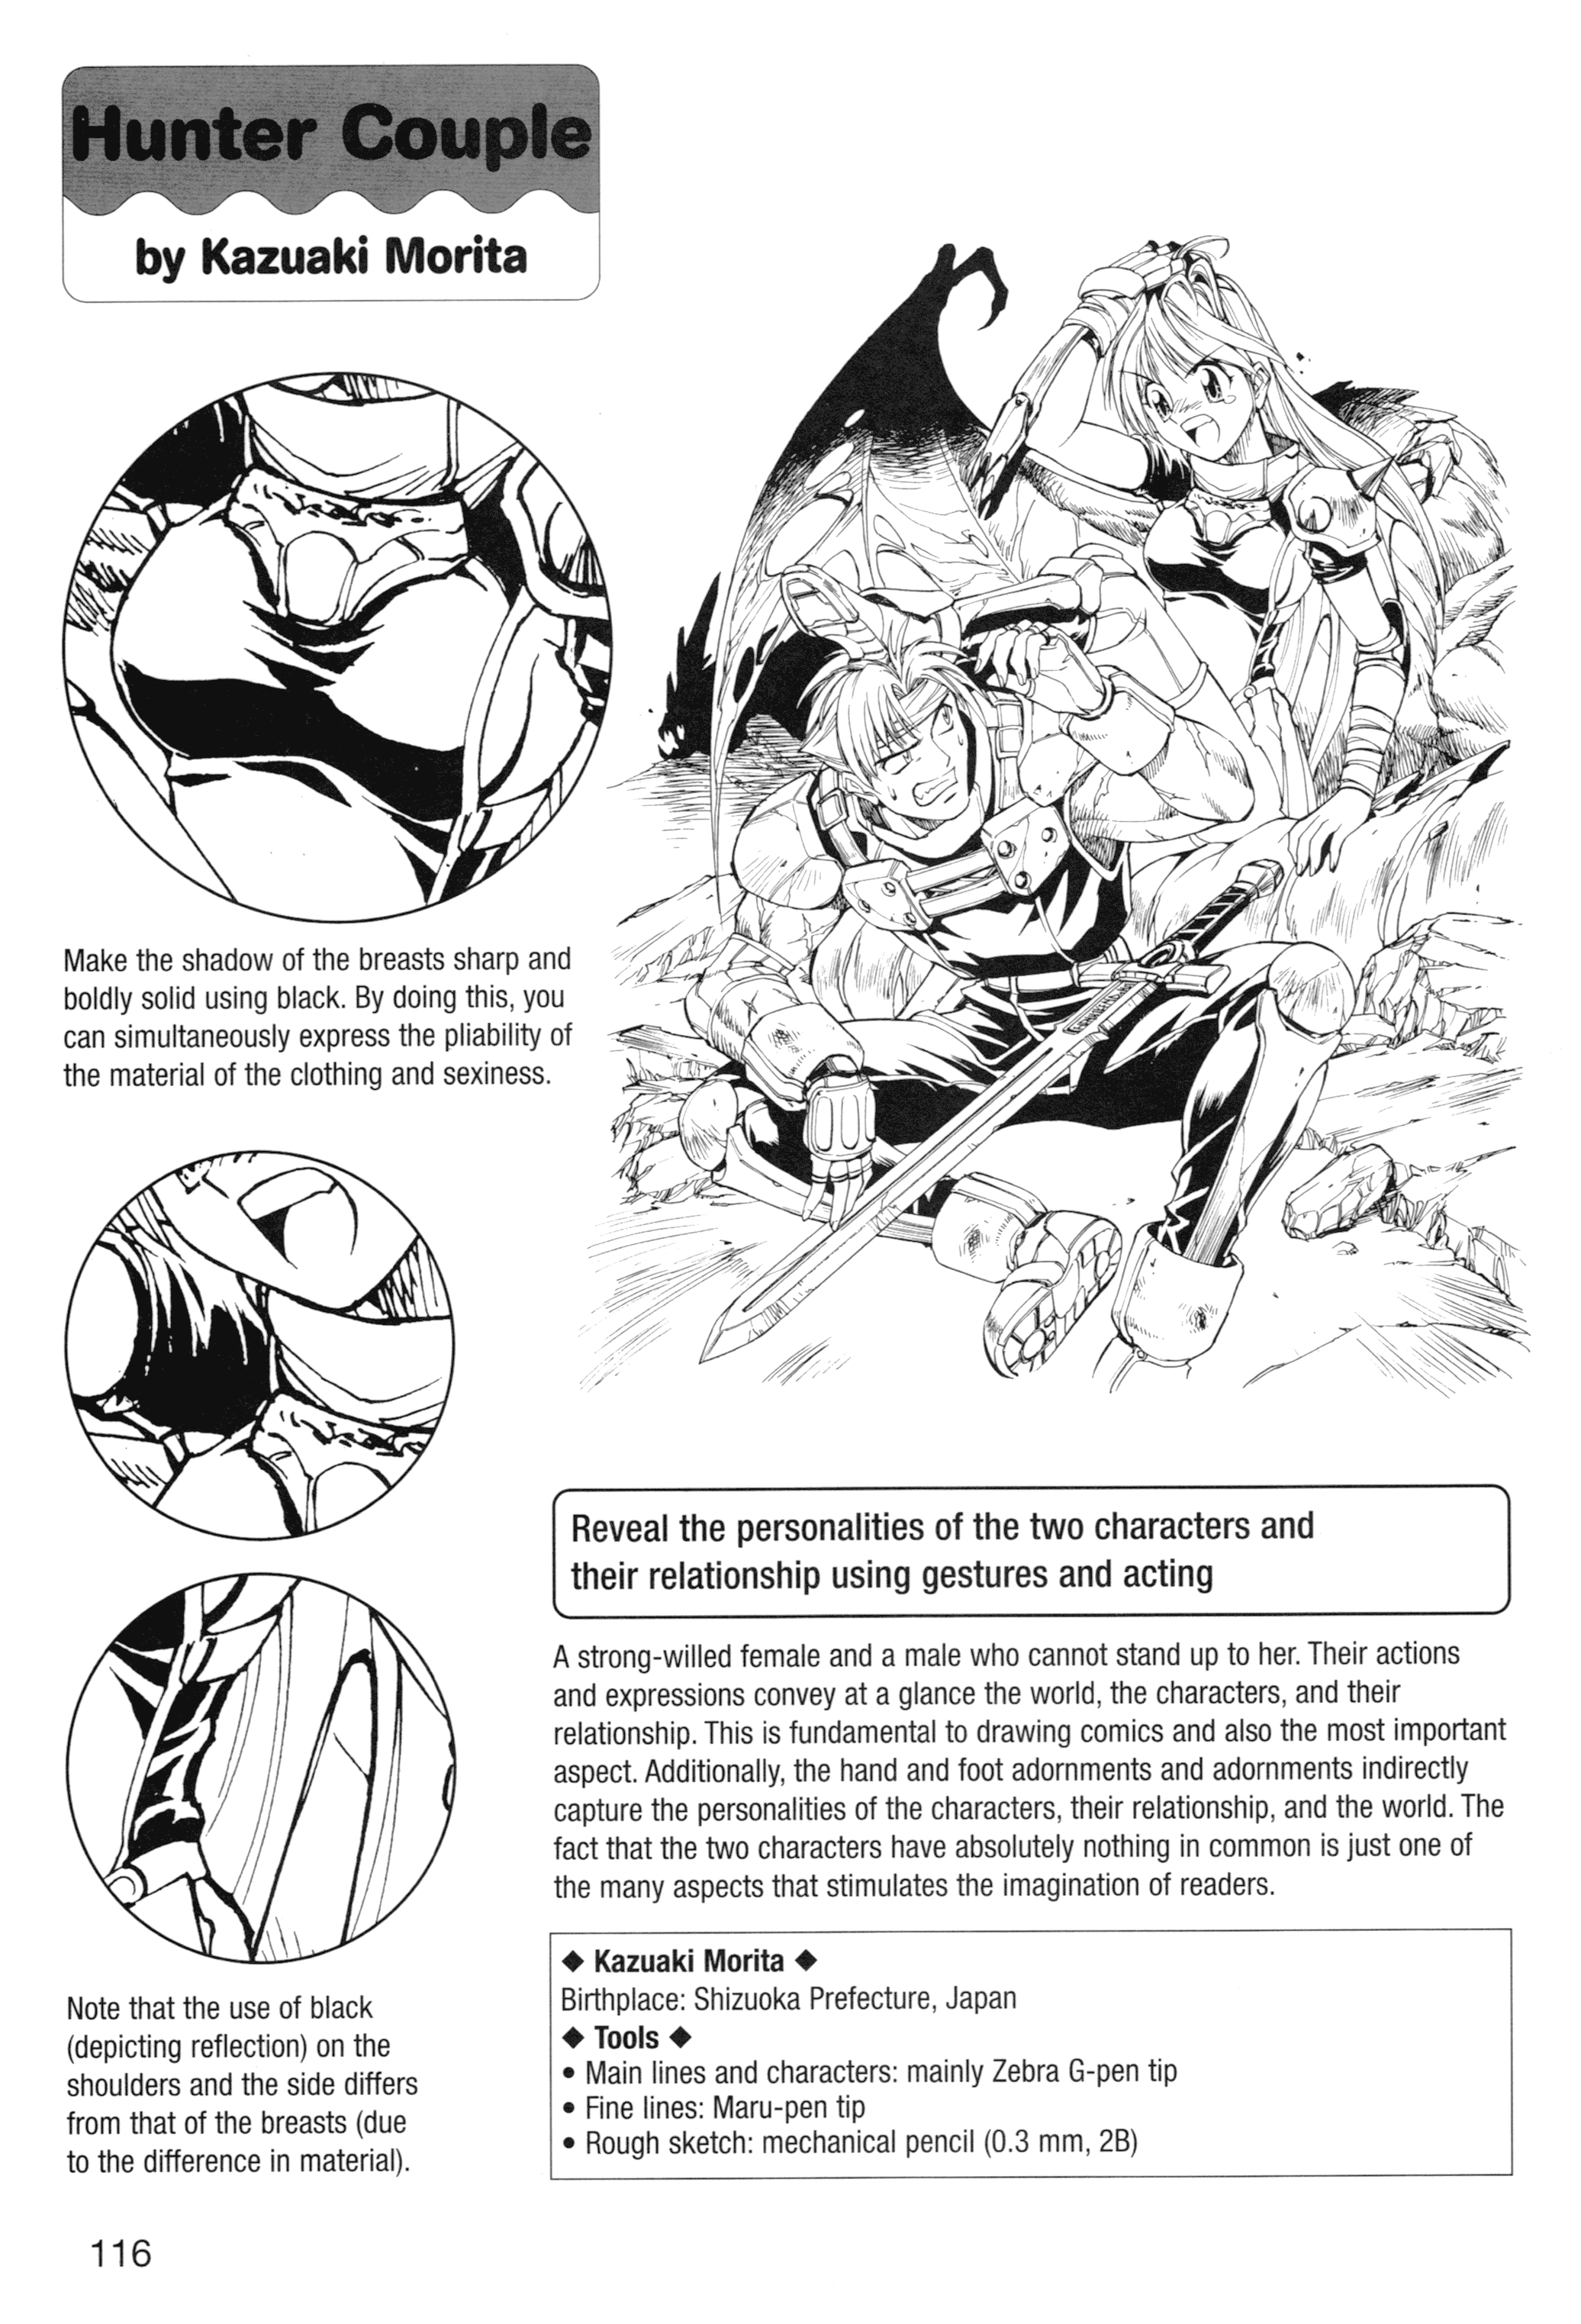 Hunter Couple
by Kazuaki Morita
Make the shadow of the breasts sharp and
boldly solid using black. By doing this, you
can simultaneously express the pliability of
the material of the clothing and sexiness.
Note that the use of black
(depicting reflection) on the
shoulders and the side differs
from that of the breasts (due
to the difference in material).
Reveal the personalities of the two characters and
their relationship using gestures and acting
A strong-willed female and a male who cannot stand up to her. Their actions
and expressions convey at a glance the world, the characters, and their
relationship. This is fundamental to drawing comics and also the most important
aspect. Additionally, the hand and foot adornments and adornments indirectly
capture the personalities of the characters, their relationship, and the world. The
fact that the two characters have absolutely nothing in common is just one of
the many aspects that stimulates the imagination of readers.
◆ Kazuaki Morita ◆
Birthplace: Shizuoka Prefecture, Japan
◆ Tools ◆
• Main lines and characters: mainly Zebra G-pen tip
• Fine lines: Maru-pen tip
• Rough sketch: mechanical pencil (0.3 mm, 2B)
116